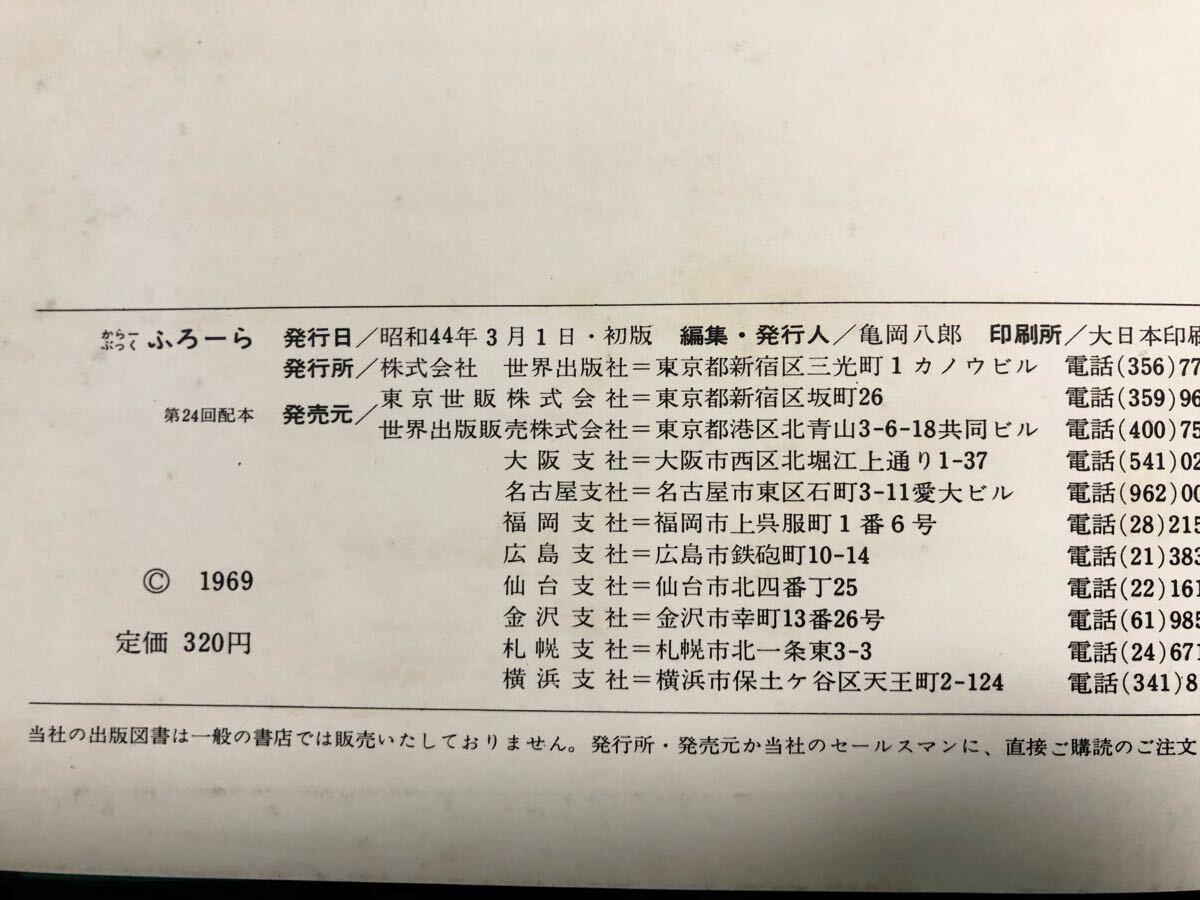 からーぶっく ふろーら 発行日／昭和44年3月1日・初版 編集・発行人／亀岡八郎 印刷所／大日本印刷
発行所／株式会社 世界出版社＝東京都新宿区三光町1カノウビル 電話(356)77
第24回配本 発売元／東京世販株式会社＝東京都新宿区坂町26 電話(359)96
世界出版販売株式会社＝東京都港区北青山3-6-18共同ビル 電話(400)75
大阪支社＝大阪市西区北堀江上通り1-37 電話(541)02
名古屋支社＝名古屋市東区石町3-11愛大ビル 電話(962)00
福岡支社＝福岡市上呉服町1番6号 電話(28)215
広島支社＝広島市鉄砲町10-14 電話(21)383
仙台支社＝仙台市北四番丁25 電話(22)161
金沢支社＝金沢市幸町13番26号 電話(61)985
札幌支社＝札幌市北一条東3-3 電話(24)671
横浜支社＝横浜市保土ケ谷区天王町2-124 電話(341)8
© 1969
定価 320円
当社の出版図書は一般の書店では販売いたしておりません。発行所・発売元か当社のセールスマンに、直接ご購読のご注文